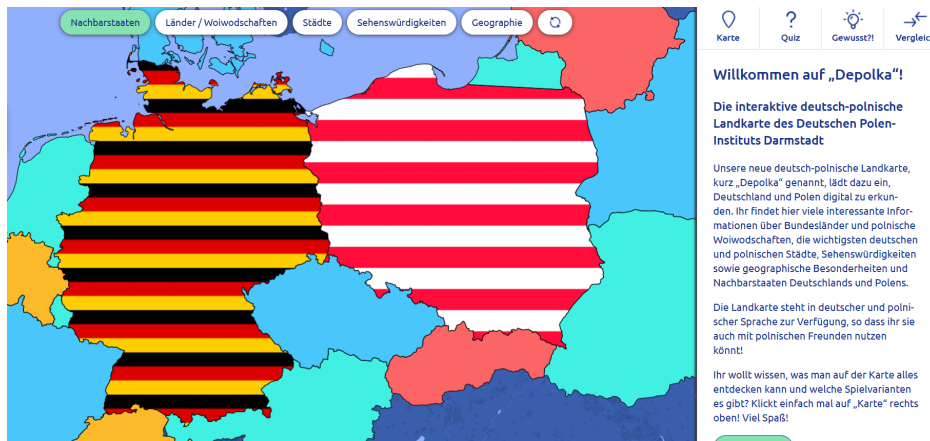 Nachbarstaaten
Länder / Woiwodschaften
Städte
Sehenswürdigkeiten
Geographie
Karte
Quiz
Gewusst?!
Vergleic
Willkommen auf „Depolka“!
Die interaktive deutsch-polnische
Landkarte des Deutschen Polen-
Instituts Darmstadt
Unsere neue deutsch-polnische Landkarte,
kurz „Depolka“ genannt, lädt dazu ein,
Deutschland und Polen digital zu erkun-
den. Ihr findet hier viele interessante Infor-
mationen über Bundesländer und polnische
Woiwodschaften, die wichtigsten deutschen
und polnischen Städte, Sehenswürdigkeiten
sowie geographische Besonderheiten und
Nachbarstaaten Deutschlands und Polens.
Die Landkarte steht in deutscher und polni-
scher Sprache zur Verfügung, so dass ihr sie
auch mit polnischen Freunden nutzen
könnt!
Ihr wollt wissen, was man auf der Karte alles
entdecken kann und welche Spielvarianten
es gibt? Klickt einfach mal auf „Karte“ rechts
oben! Viel Spaß!